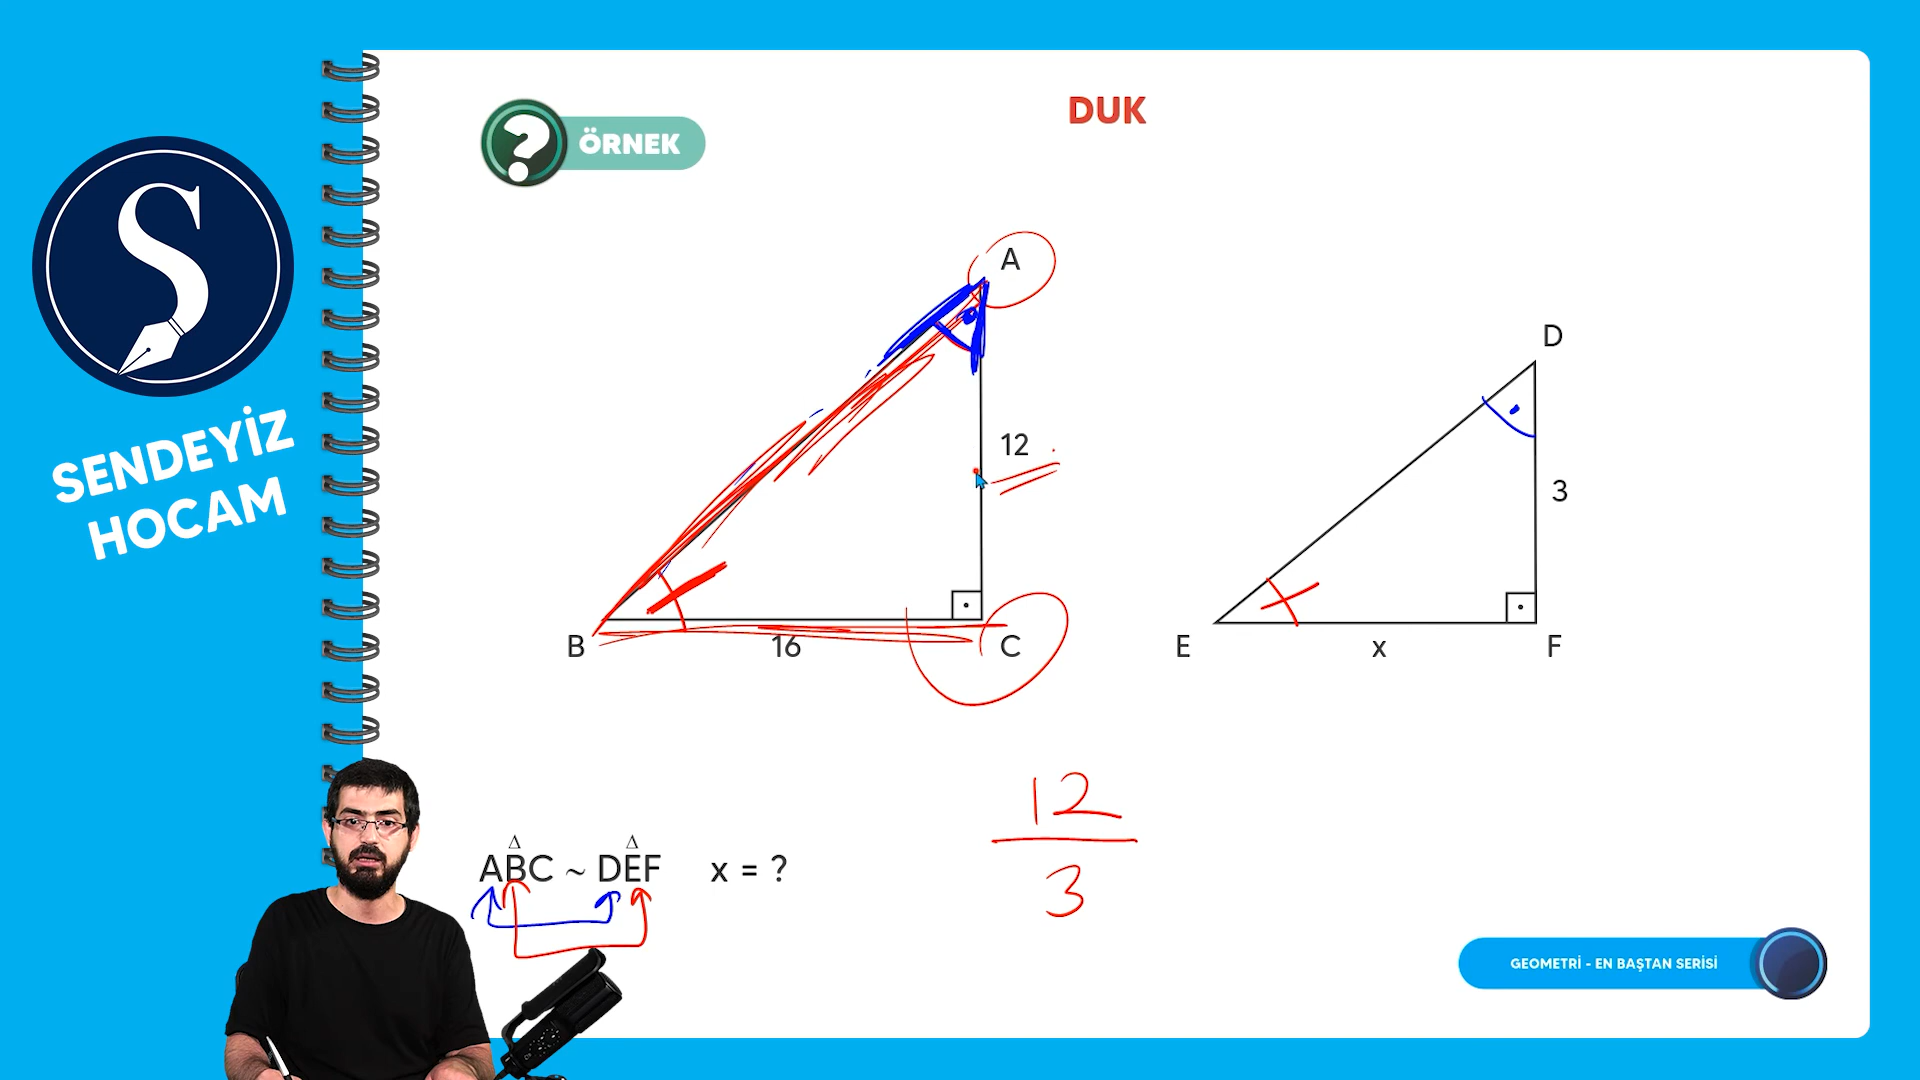 DUK
ÖRNEK
S
SENDEYİZ
HOCAM
A
D
12
3
B
16
C
E
x
F
12
3
ABC ~ DEF x = ?
GEOMETRİ - EN BAŞTAN SERİSİ